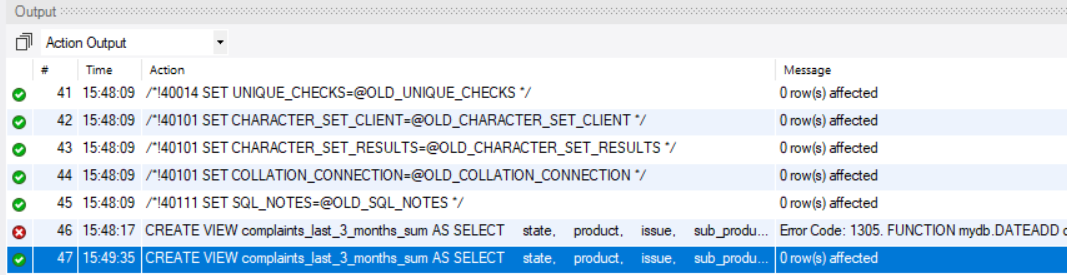 Output
Action Output
# Time Action Message
41 15:48:09 /*!40014 SET UNIQUE_CHECKS=@OLD_UNIQUE_CHECKS */ 0 row(s) affected
42 15:48:09 /*!40101 SET CHARACTER_SET_CLIENT=@OLD_CHARACTER_SET_CLIENT */ 0 row(s) affected
43 15:48:09 /*!40101 SET CHARACTER_SET_RESULTS=@OLD_CHARACTER_SET_RESULTS */ 0 row(s) affected
44 15:48:09 /*!40101 SET COLLATION_CONNECTION=@OLD_COLLATION_CONNECTION */ 0 row(s) affected
45 15:48:09 /*!40111 SET SQL_NOTES=@OLD_SQL_NOTES */ 0 row(s) affected
46 15:48:17 CREATE VIEW complaints_last_3_months_sum AS SELECT state, product, issue, sub_produ... Error Code: 1305. FUNCTION mydb.DATEADD
47 15:49:35 CREATE VIEW complaints_last_3_months_sum AS SELECT state, product, issue, sub_produ... 0 row(s) affected